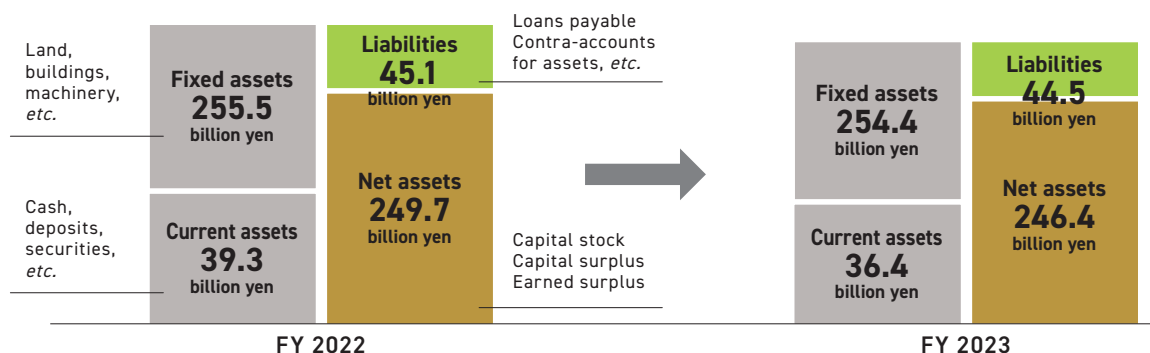 Land,
buildings,
machinery,
etc.
Fixed assets
255.5
billion yen
Cash,
deposits,
securities,
etc.
Current assets
39.3
billion yen
Liabilities
45.1
billion yen
Loans payable
Contra-accounts
for assets, etc.
Net assets
249.7
billion yen
Capital stock
Capital surplus
Earned surplus
FY 2022
Fixed assets
254.4
billion yen
Current assets
36.4
billion yen
Liabilities
44.5
billion yen
Net assets
246.4
billion yen
FY 2023